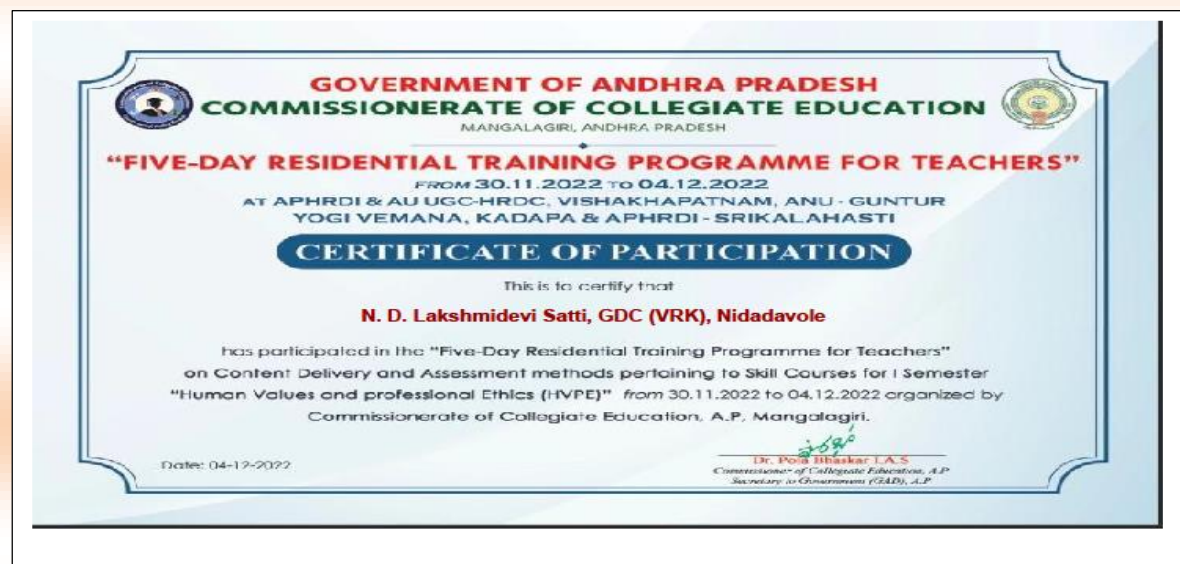 GOVERNMENT OF ANDHRA PRADESH
COMMISSIONERATE OF COLLEGIATE EDUCATION
MANGALAGIRI, ANDHRA PRADESH
“FIVE-DAY RESIDENTIAL TRAINING PROGRAMME FOR TEACHERS”
FROM 30.11.2022 TO 04.12.2022
AT APHRDI & AU UGC-HRDC, VISHAKHAPATNAM, ANU - GUNTUR
YOGI VEMANA, KADAPA & APHRDI - SRIKALAHASTI
CERTIFICATE OF PARTICIPATION
This is to certify that
N. D. Lakshmidevi Satti, GDC (VRK), Nidadavole
has participated in the “Five-Day Residential Training Programme for Teachers”
on Content Delivery and Assessment methods pertaining to Skill Courses for I Semester
“Human Values and professional Ethics (HVPE)” from 30.11.2022 to 04.12.2022 organized by
Commissionerate of Collegiate Education, A.P, Mangalagiri.
Date: 04-12-2022
Dr. Pola Bhaskar I.A.S
Commissioner of Collegiate Education, A.P
Secretary to Government (GAD), A.P